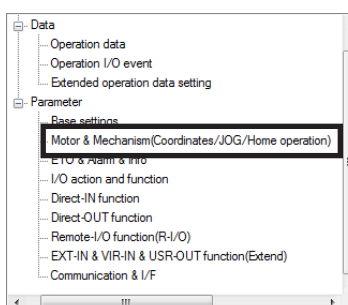 Data
Operation data
Operation I/O event
Extended operation data setting
Parameter
Base settings
Motor & Mechanism(Coordinates/JOG/Home operation)
ETO & Alarm & Info
I/O action and function
Direct-IN function
Direct-OUT function
Remote-I/O function(R-I/O)
EXT-IN & VIR-IN & USR-OUT function(Extend)
Communication & I/F